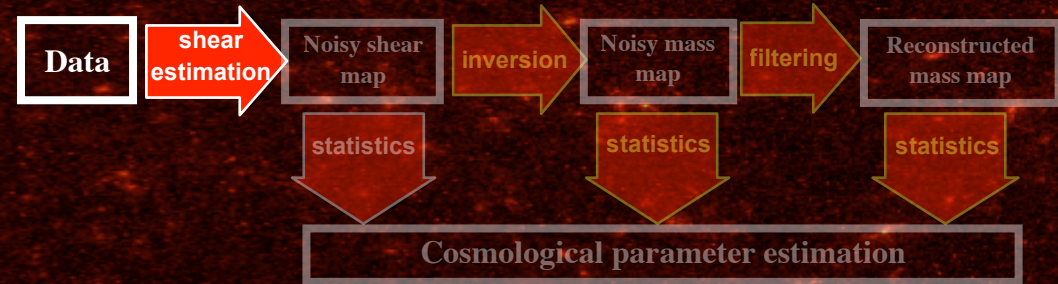 Data
shear
estimation
Noisy shear
map
inversion
Noisy mass
map
filtering
Reconstructed
mass map
statistics
statistics
statistics
Cosmological parameter estimation